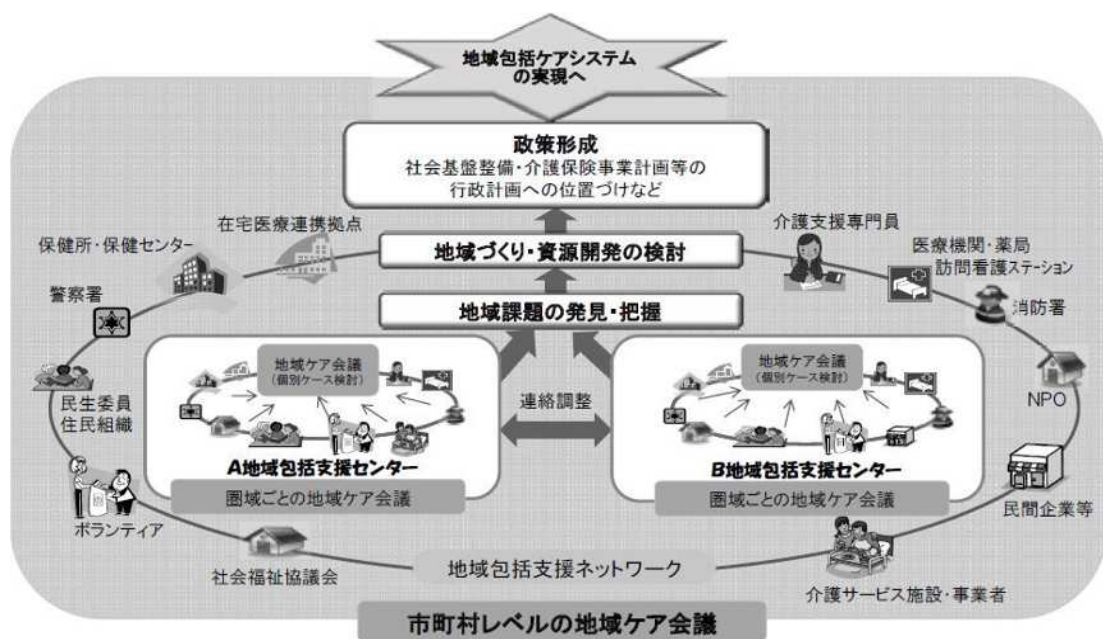 地域包括ケアシステム
の実現へ
政策形成
社会基盤整備・介護保険事業計画等の
行政計画への位置づけなど
在宅医療連携拠点
介護支援専門員
保健所・保健センター
地域づくり・資源開発の検討
医療機関・薬局
訪問看護ステーション
警察署
地域課題の発見・把握
消防署
地域ケア会議
(個別ケース検討)
地域ケア会議
(個別ケース検討)
民生委員
住民組織
連絡調整
NPO
A地域包括支援センター
B地域包括支援センター
圏域ごとの地域ケア会議
圏域ごとの地域ケア会議
ボランティア
民間企業等
社会福祉協議会
地域包括支援ネットワーク
介護サービス施設・事業者
市町村レベルの地域ケア会議